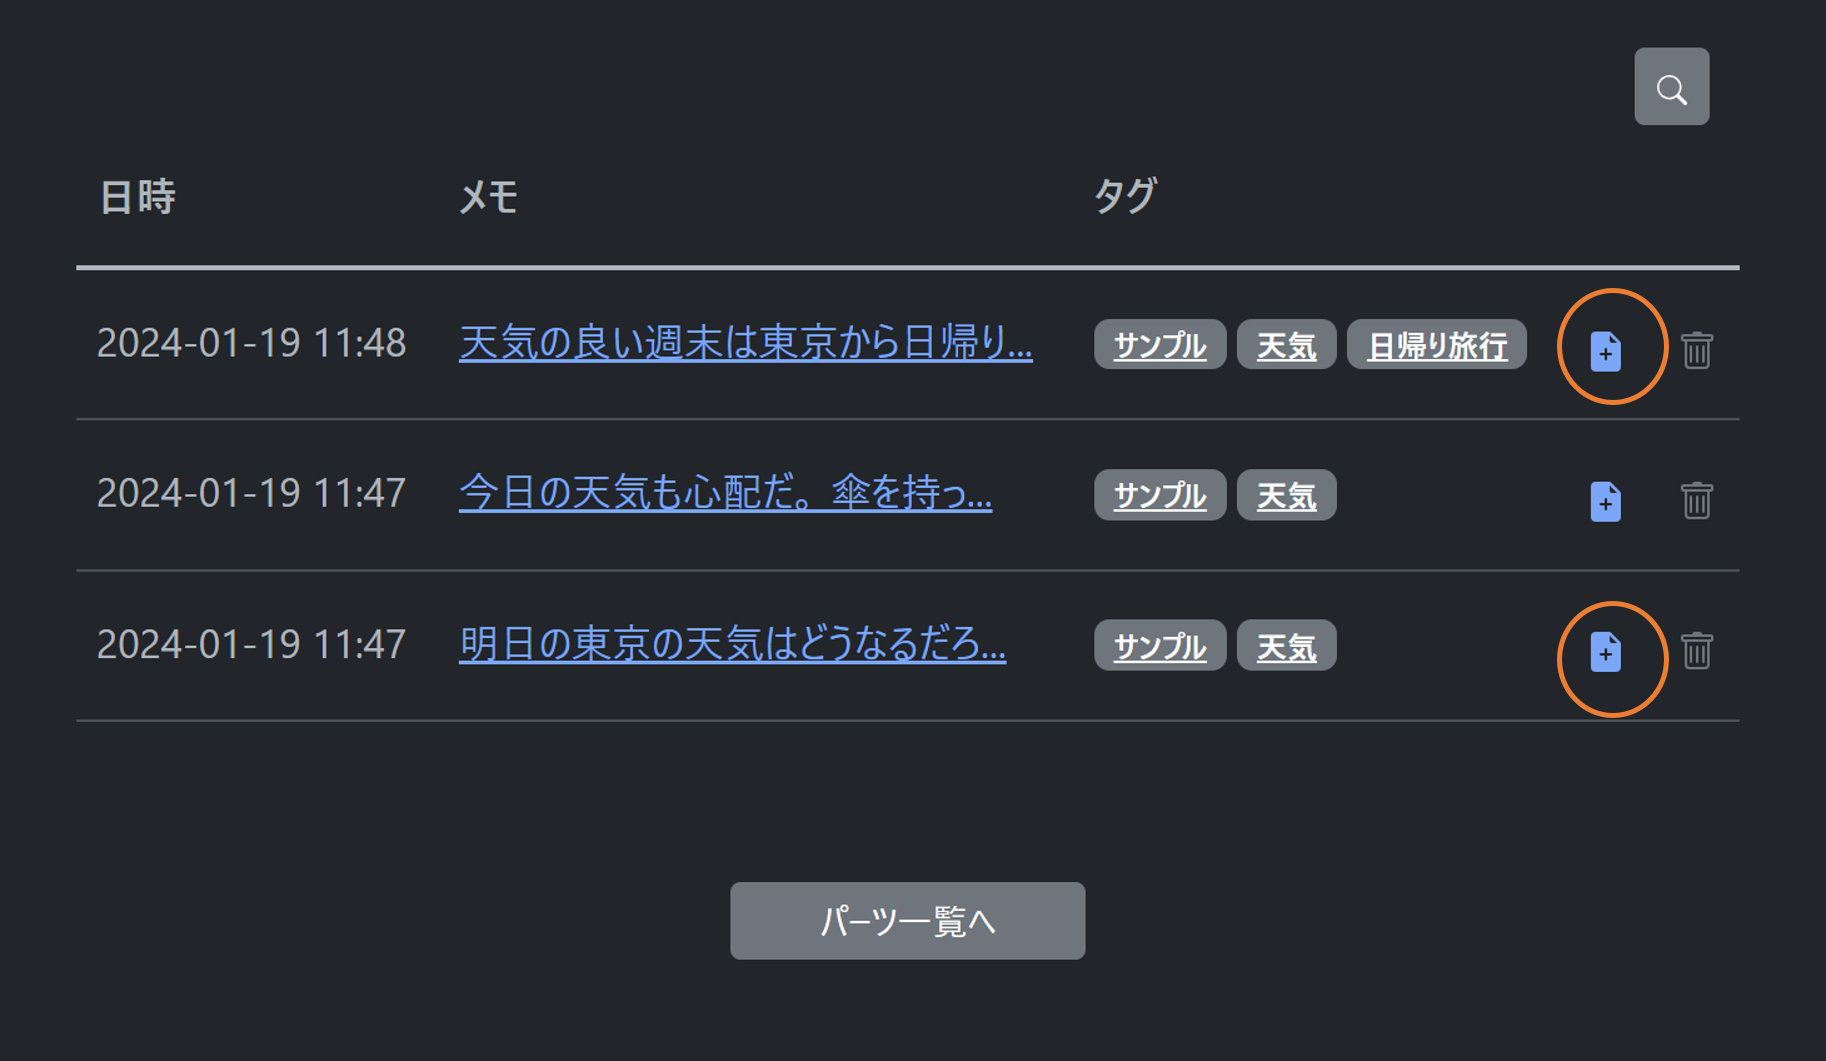 日時 メモ タグ
2024-01-19 11:48 天気の良い週末は東京から日帰り... サンプル 天気 日帰り旅行
2024-01-19 11:47 今日の天気も心配だ。傘を持っ... サンプル 天気
2024-01-19 11:47 明日の東京の天気はどうなるだろ... サンプル 天気
パーツ一覧へ